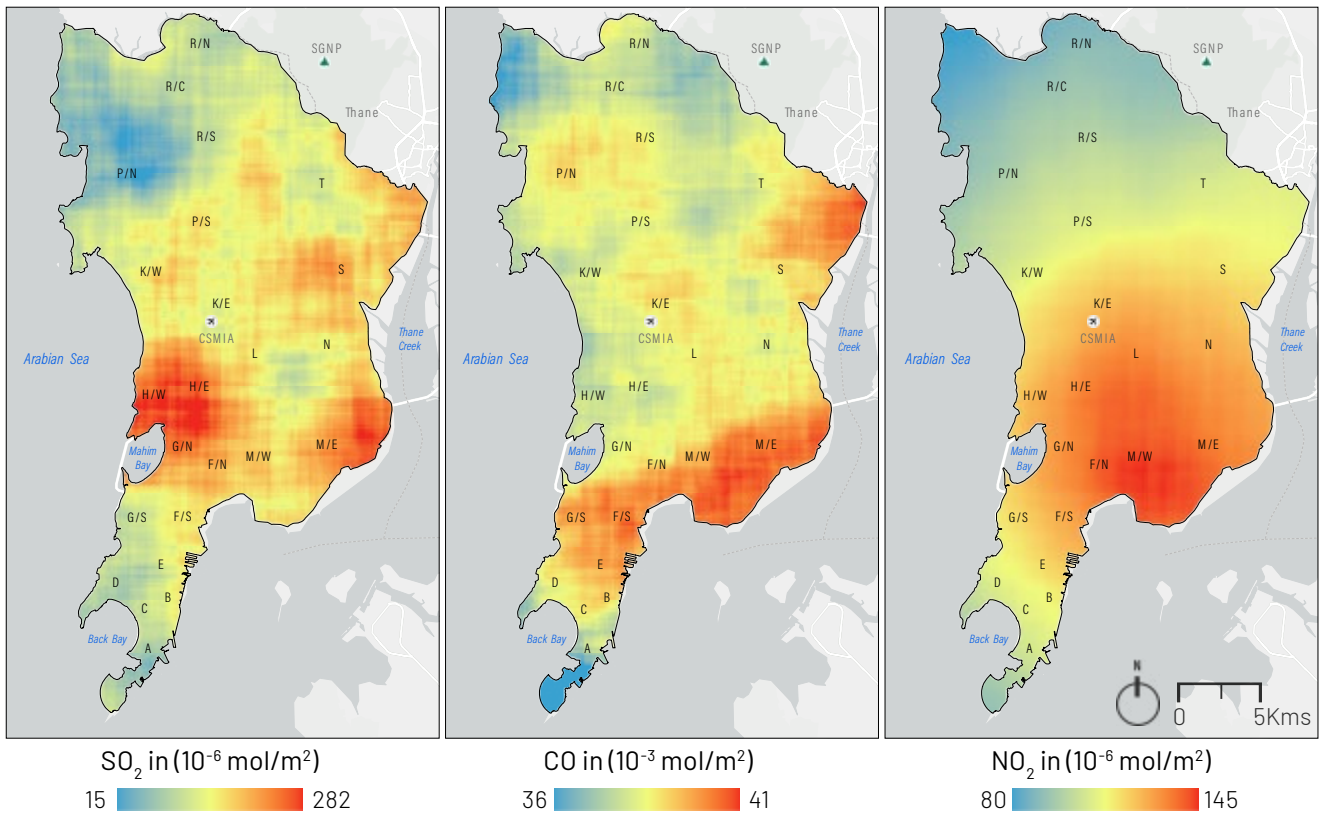 R/N
SGNP
R/C
Thane
R/S
P/N
T
P/S
K/W
S
K/E
CSMIA
Arabian Sea
Thane
Creek
L
N
H/W
H/E
Mahim
Bay
G/N
F/N
M/W
M/E
G/S
F/S
E
D
B
C
Back Bay
A
SO2 in (10-6 mol/m2)
15
282
R/N
SGNP
R/C
Thane
R/S
P/N
T
P/S
K/W
S
K/E
CSMIA
Arabian Sea
Thane
Creek
L
N
H/W
H/E
Mahim
Bay
G/N
F/N
M/W
M/E
G/S
F/S
E
D
B
C
Back Bay
A
CO in (10-3 mol/m2)
36
41
R/N
SGNP
R/C
Thane
R/S
P/N
T
P/S
K/W
S
K/E
CSMIA
Arabian Sea
Thane
Creek
L
N
H/W
H/E
Mahim
Bay
G/N
F/N
M/W
M/E
G/S
F/S
E
D
B
C
Back Bay
A
N
0
5Kms
NO2 in (10-6 mol/m2)
80
145